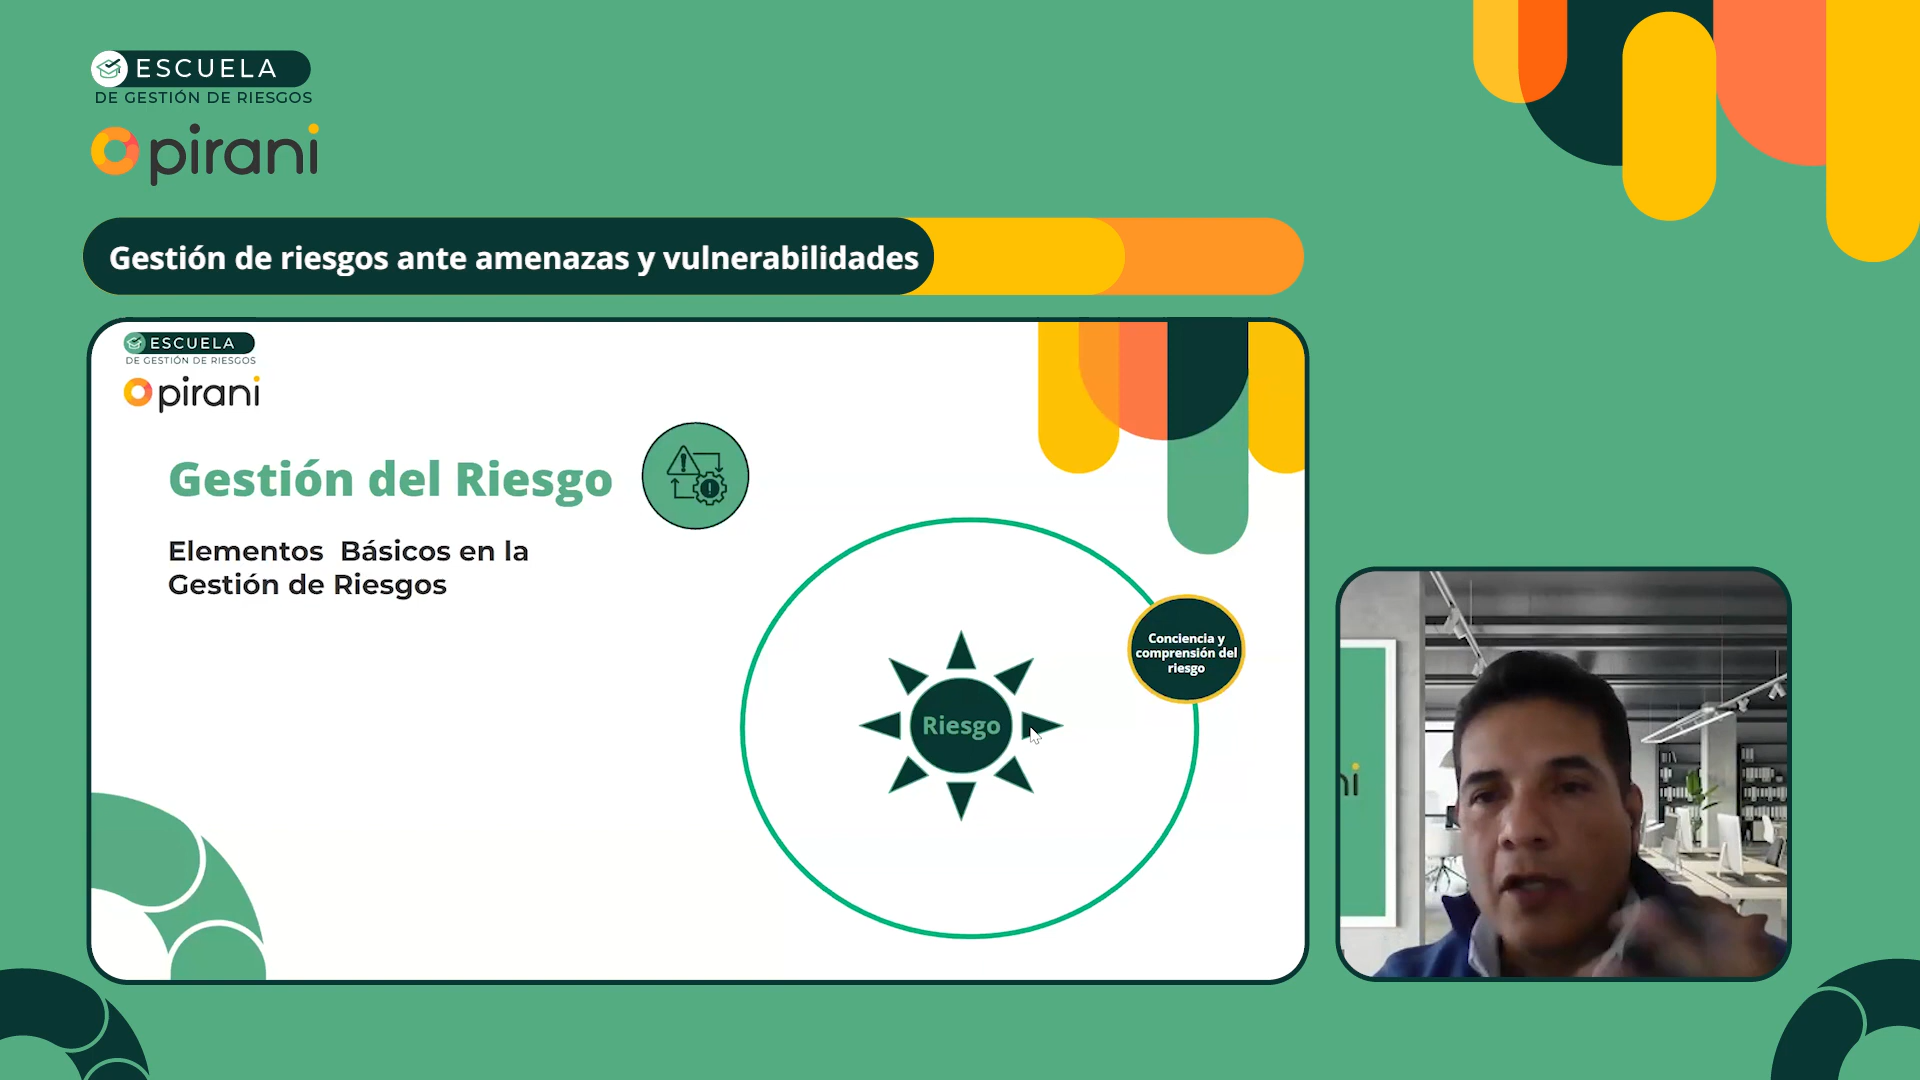 ESCUELA
DE GESTIÓN DE RIESGOS
pirani
Gestión de riesgos ante amenazas y vulnerabilidades
ESCUELA
DE GESTIÓN DE RIESGOS
pirani
Gestión del Riesgo
Elementos Básicos en la
Gestión de Riesgos
Conciencia y
comprensión del
riesgo
Riesgo
ni